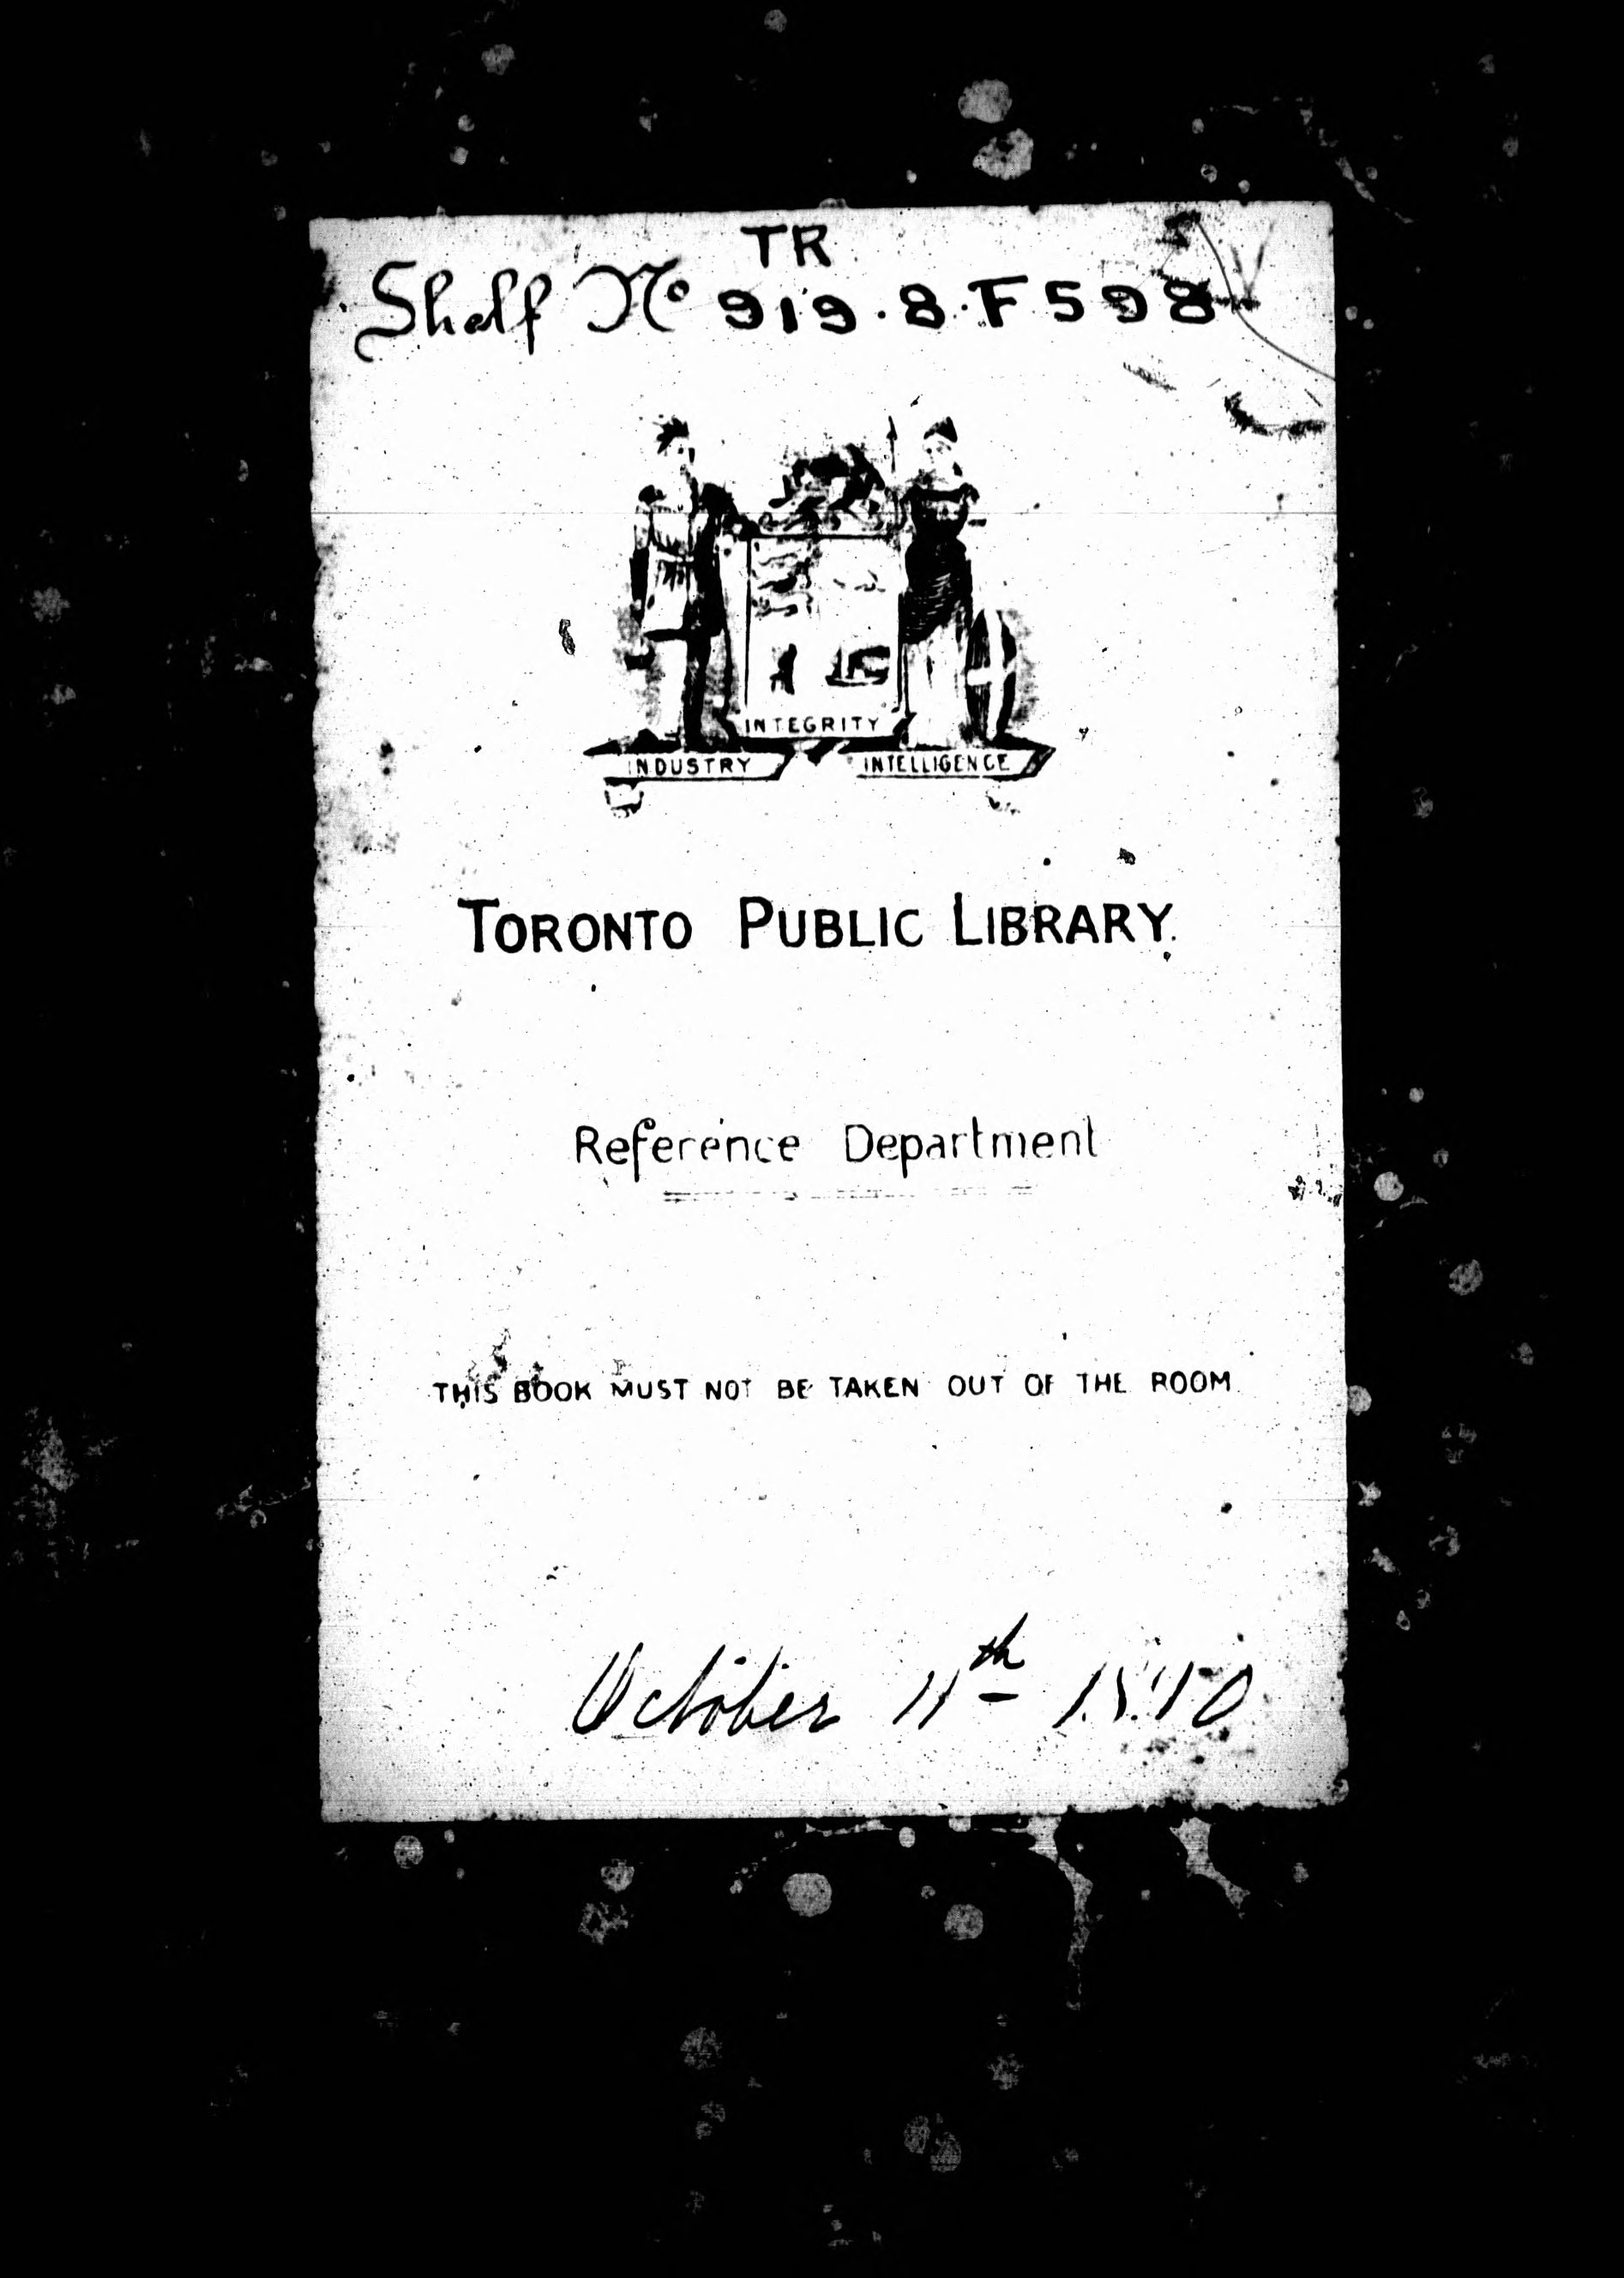 TR
Shelf No 919.8.F598
INTEGRITY
INDUSTRY INTELLIGENCE
TORONTO PUBLIC LIBRARY.
Reference Department
THIS BOOK MUST NOT BE TAKEN OUT OF THE ROOM
October 11th